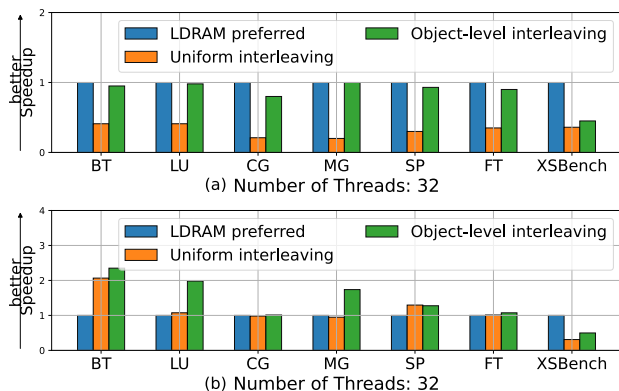 2
LDRAM preferred
Object-level interleaving
Uniform interleaving
better
Speedup
1
0
BT LU CG MG SP FT XSBench
(a) Number of Threads: 32
4
LDRAM preferred
Object-level interleaving
3
Uniform interleaving
better
Speedup
2
1
0
BT LU CG MG SP FT XSBench
(b) Number of Threads: 32